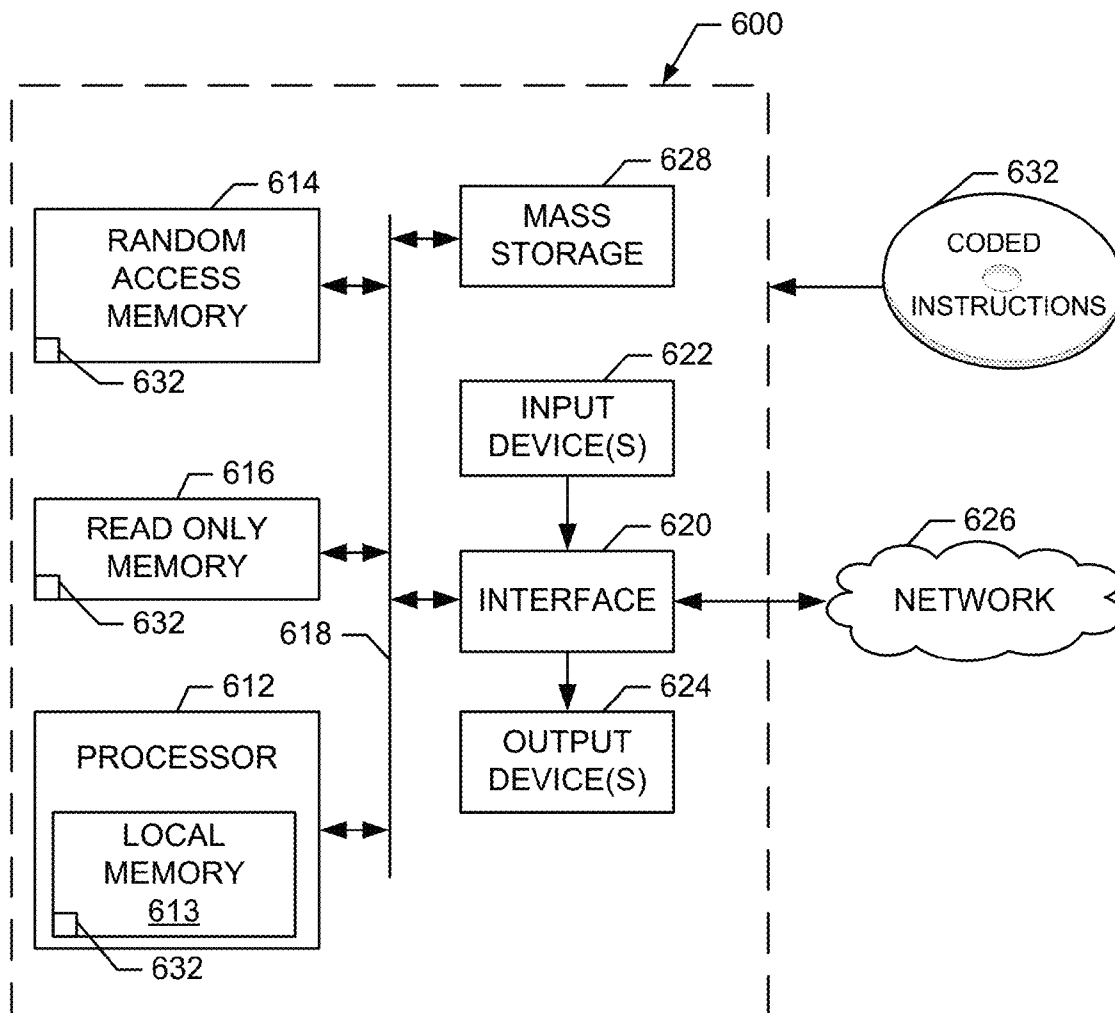 600
614
RANDOM
ACCESS
MEMORY
632
628
MASS
STORAGE
632
CODED
INSTRUCTIONS
622
INPUT
DEVICE(S)
616
READ ONLY
MEMORY
632
620
INTERFACE
626
NETWORK
618
612
PROCESSOR
LOCAL
MEMORY
613
632
624
OUTPUT
DEVICE(S)